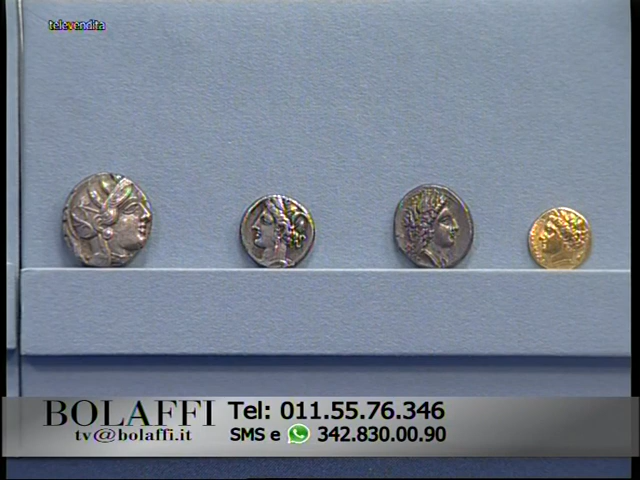 televendita
BOLAFFI
tv@bolaffi.it
Tel: 011.55.76.346
SMS e 342.830.00.90